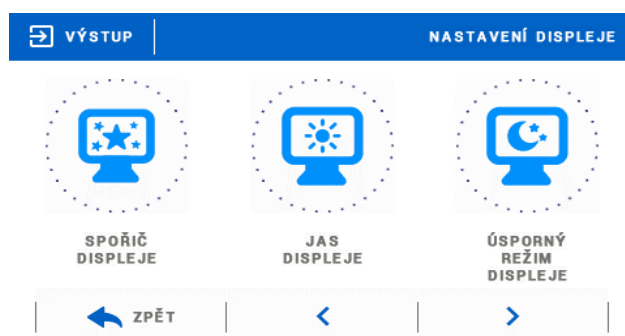 VÝSTUP
NASTAVENÍ DISPLEJE
SPOŘIČ
DISPLEJE
JAS
DISPLEJE
ÚSPORNÝ
REŽIM
DISPLEJE
ZPĚT